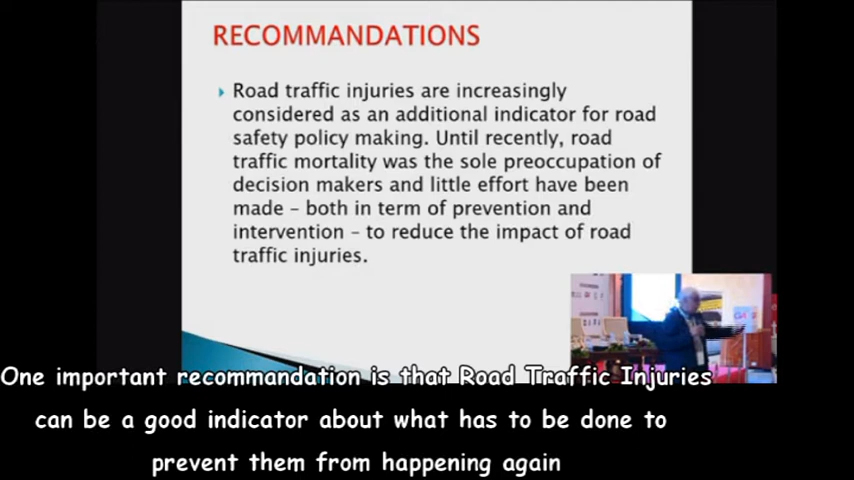 RECOMMANDATIONS
Road traffic injuries are increasingly
considered as an additional indicator for road
safety policy making. Until recently, road
traffic mortality was the sole preoccupation of
decision makers and little effort have been
made – both in term of prevention and
intervention – to reduce the impact of road
traffic injuries.
One important recommandation is that Road Traffic Injuries
can be a good indicator about what has to be done to
prevent them from happening again